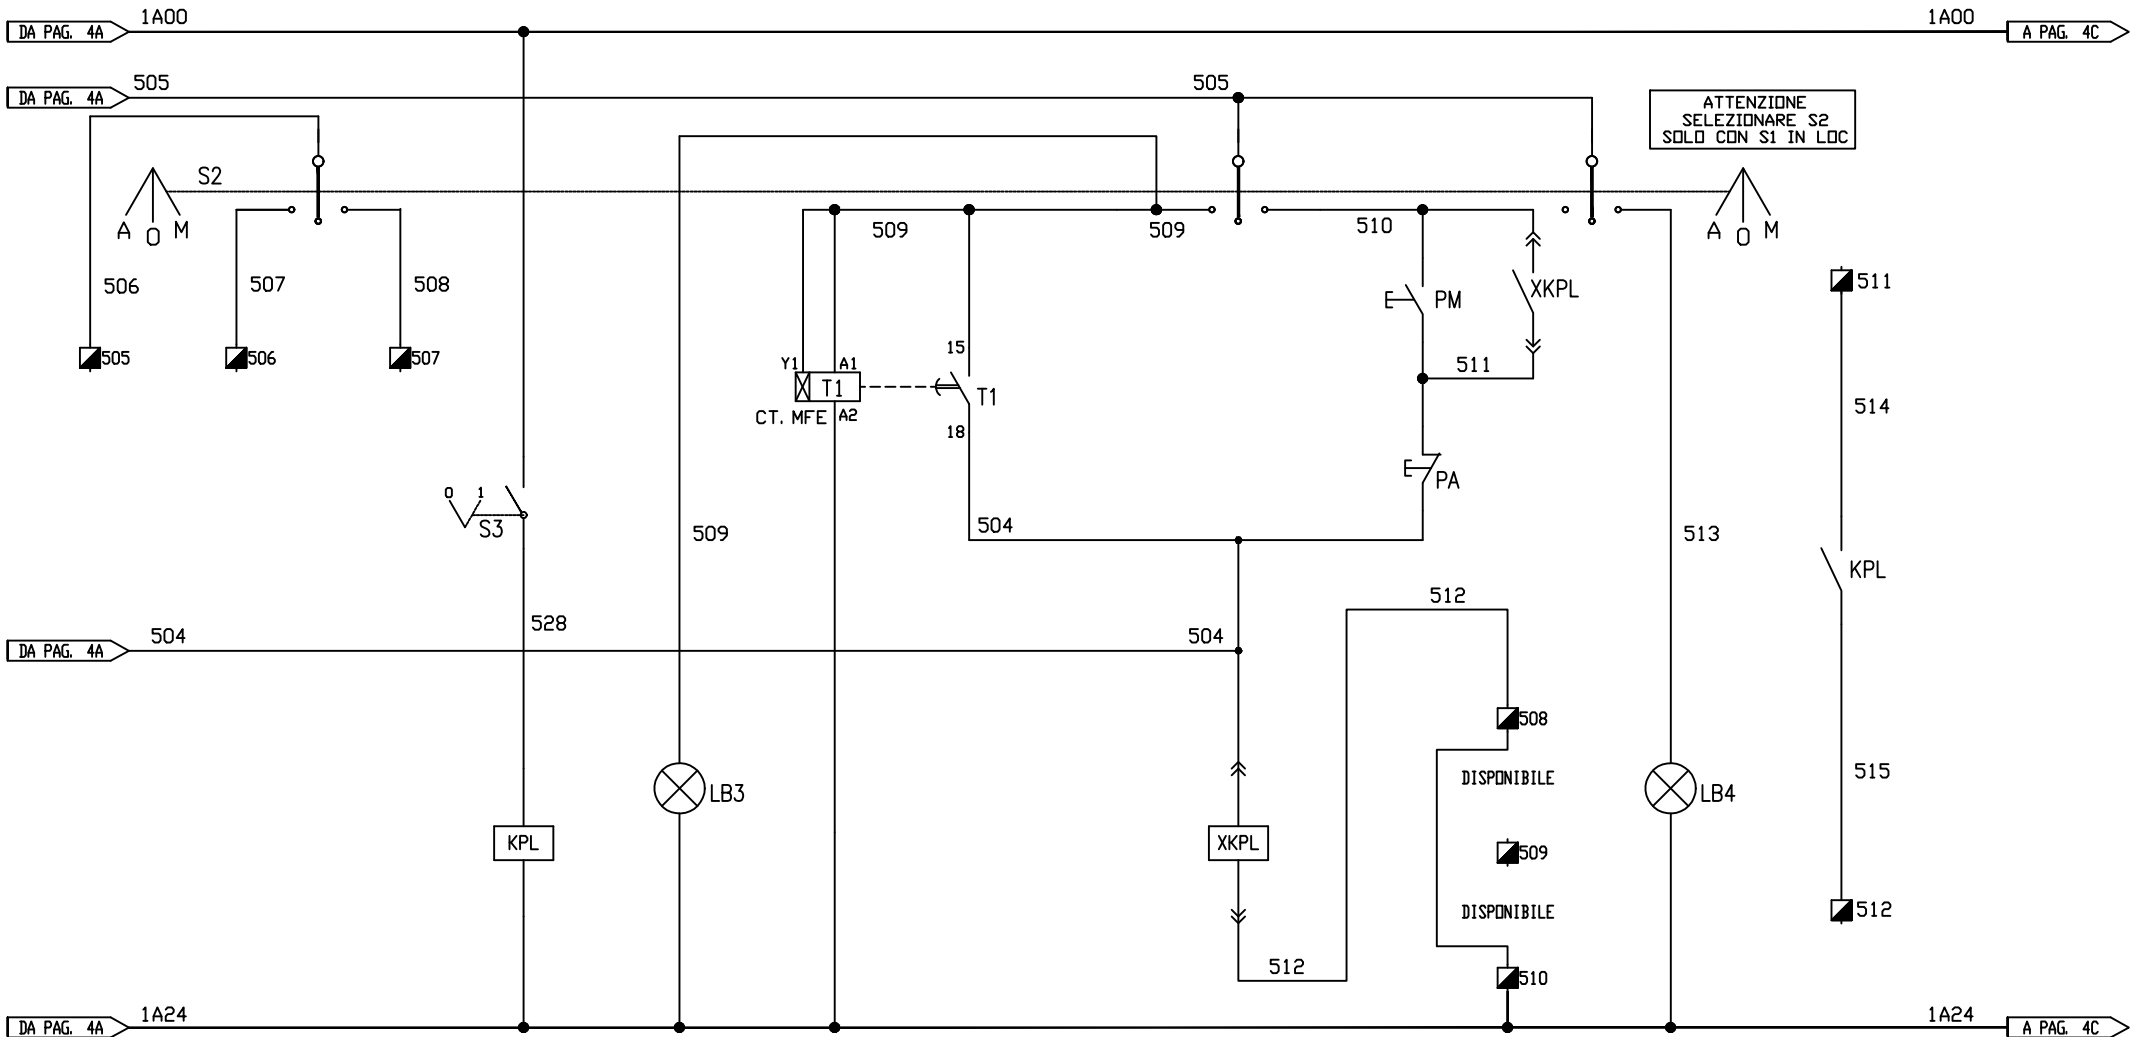 1A00
1A00
DA PAG. 4A
A PAG. 4C
505
505
DA PAG. 4A
ATTENZIONE
SELEZIONARE S2
SOLO CON S1 IN LOC
S2
A O M
509
509
510
A O M
506
507
508
PM
XKPL
511
505
506
507
15
Y1
A1
T1
T1
511
CT. MFE
A2
18
514
PA
0 1
S3
504
509
513
KPL
512
528
504
504
DA PAG. 4A
508
DISPONIBILE
515
LB3
LB4
KPL
XKPL
509
DISPONIBILE
512
512
510
1A24
1A24
DA PAG. 4A
A PAG. 4C